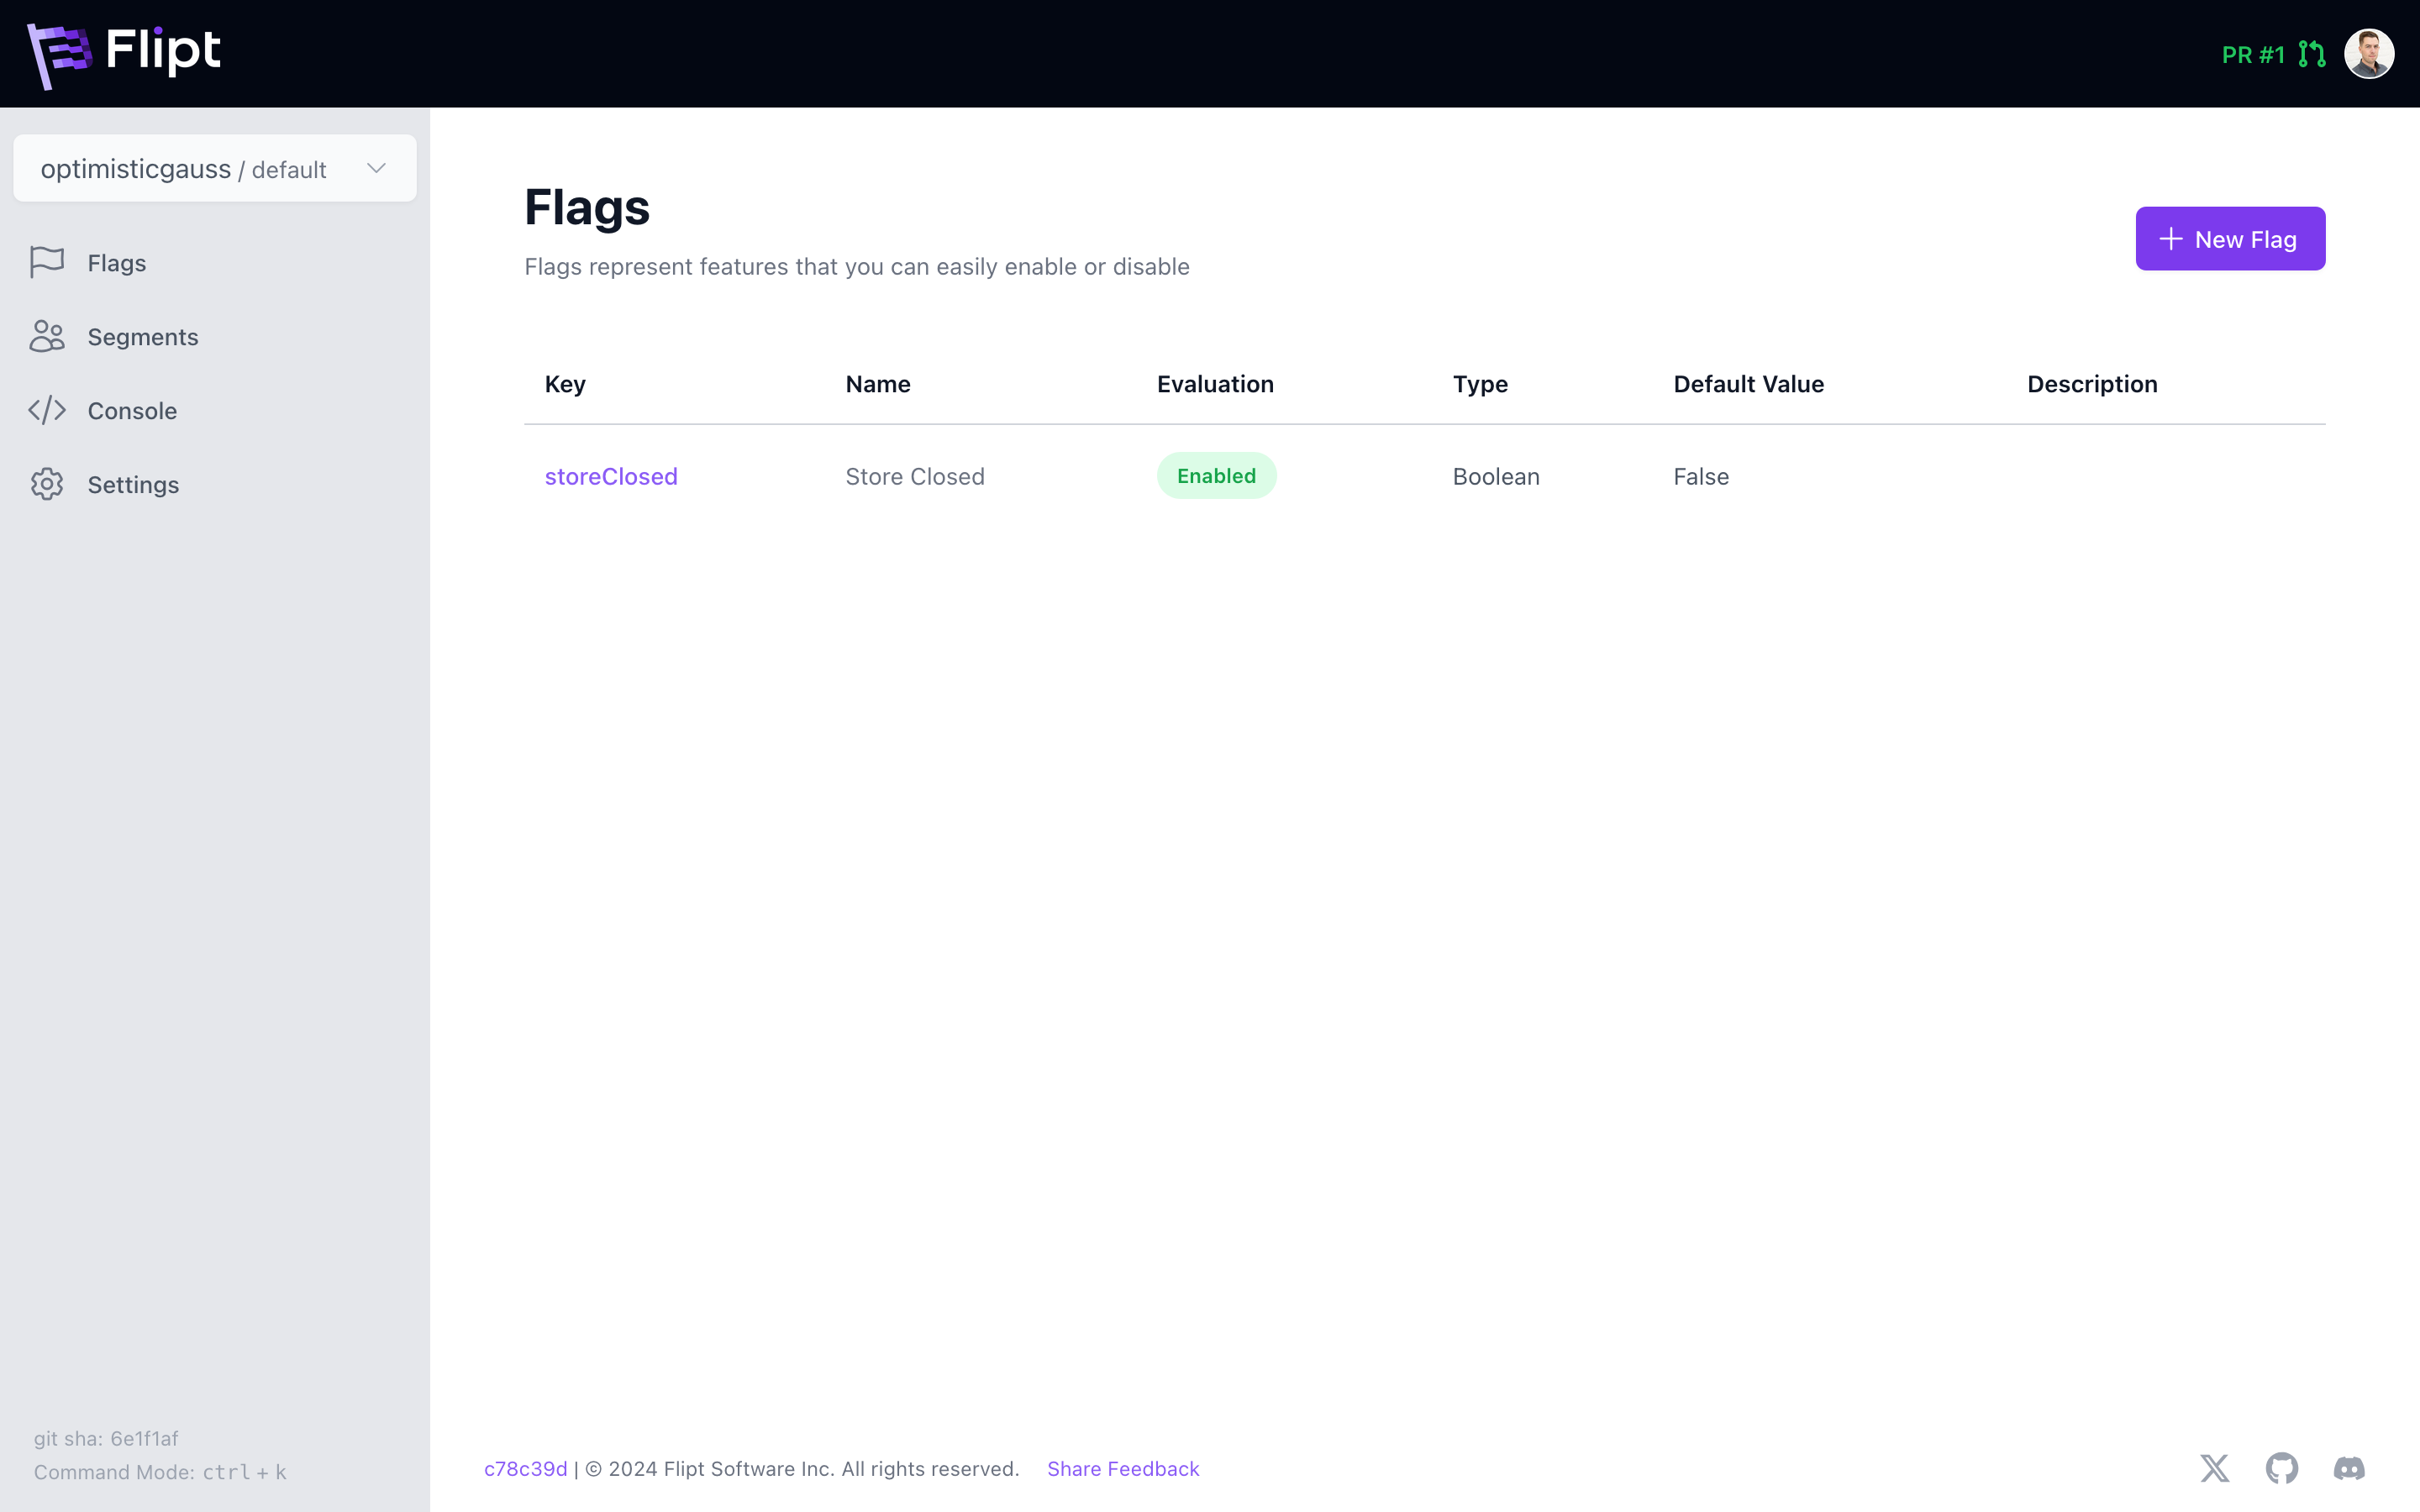 Flipt
PR #1
optimisticgauss / default
Flags
Segments
Console
Settings
git sha: 6e1f1af
Command Mode: ctrl + k
Flags
Flags represent features that you can easily enable or disable
New Flag
Key Name Evaluation Type Default Value Description
storeClosed Store Closed Enabled Boolean False
c78c39d | © 2024 Flipt Software Inc. All rights reserved. Share Feedback